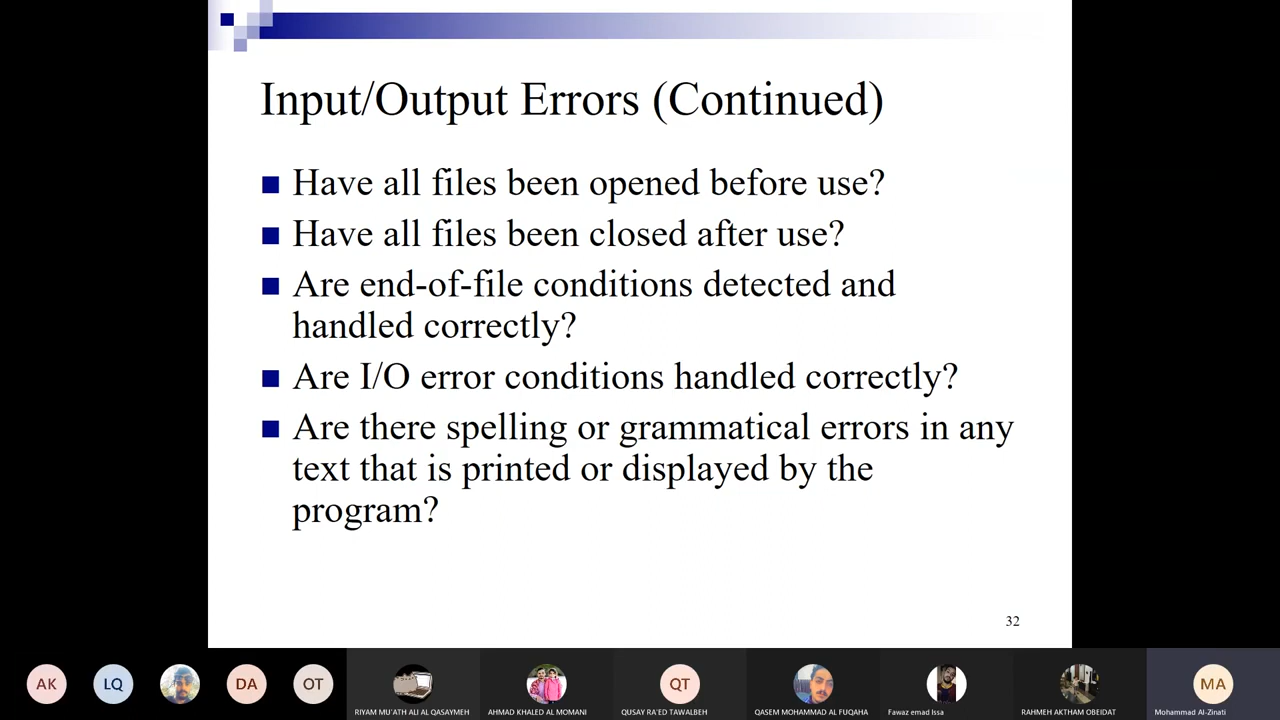 Input/Output Errors (Continued)
Have all files been opened before use?
Have all files been closed after use?
Are end-of-file conditions detected and
handled correctly?
Are I/O error conditions handled correctly?
Are there spelling or grammatical errors in any
text that is printed or displayed by the
program?
32
AK
LQ
DA
OT
QT
MA
RIYAM MU'ATH ALI AL QASAYMEH
AHMAD KHALED AL MOMANI
QUSAY RA'ED TAWALBEH
QASEM MOHAMMAD AL FUQAHA
Fawaz emad Issa
RAHMEH AKTHAM OBEIDAT
Mohammad Al-Zinati